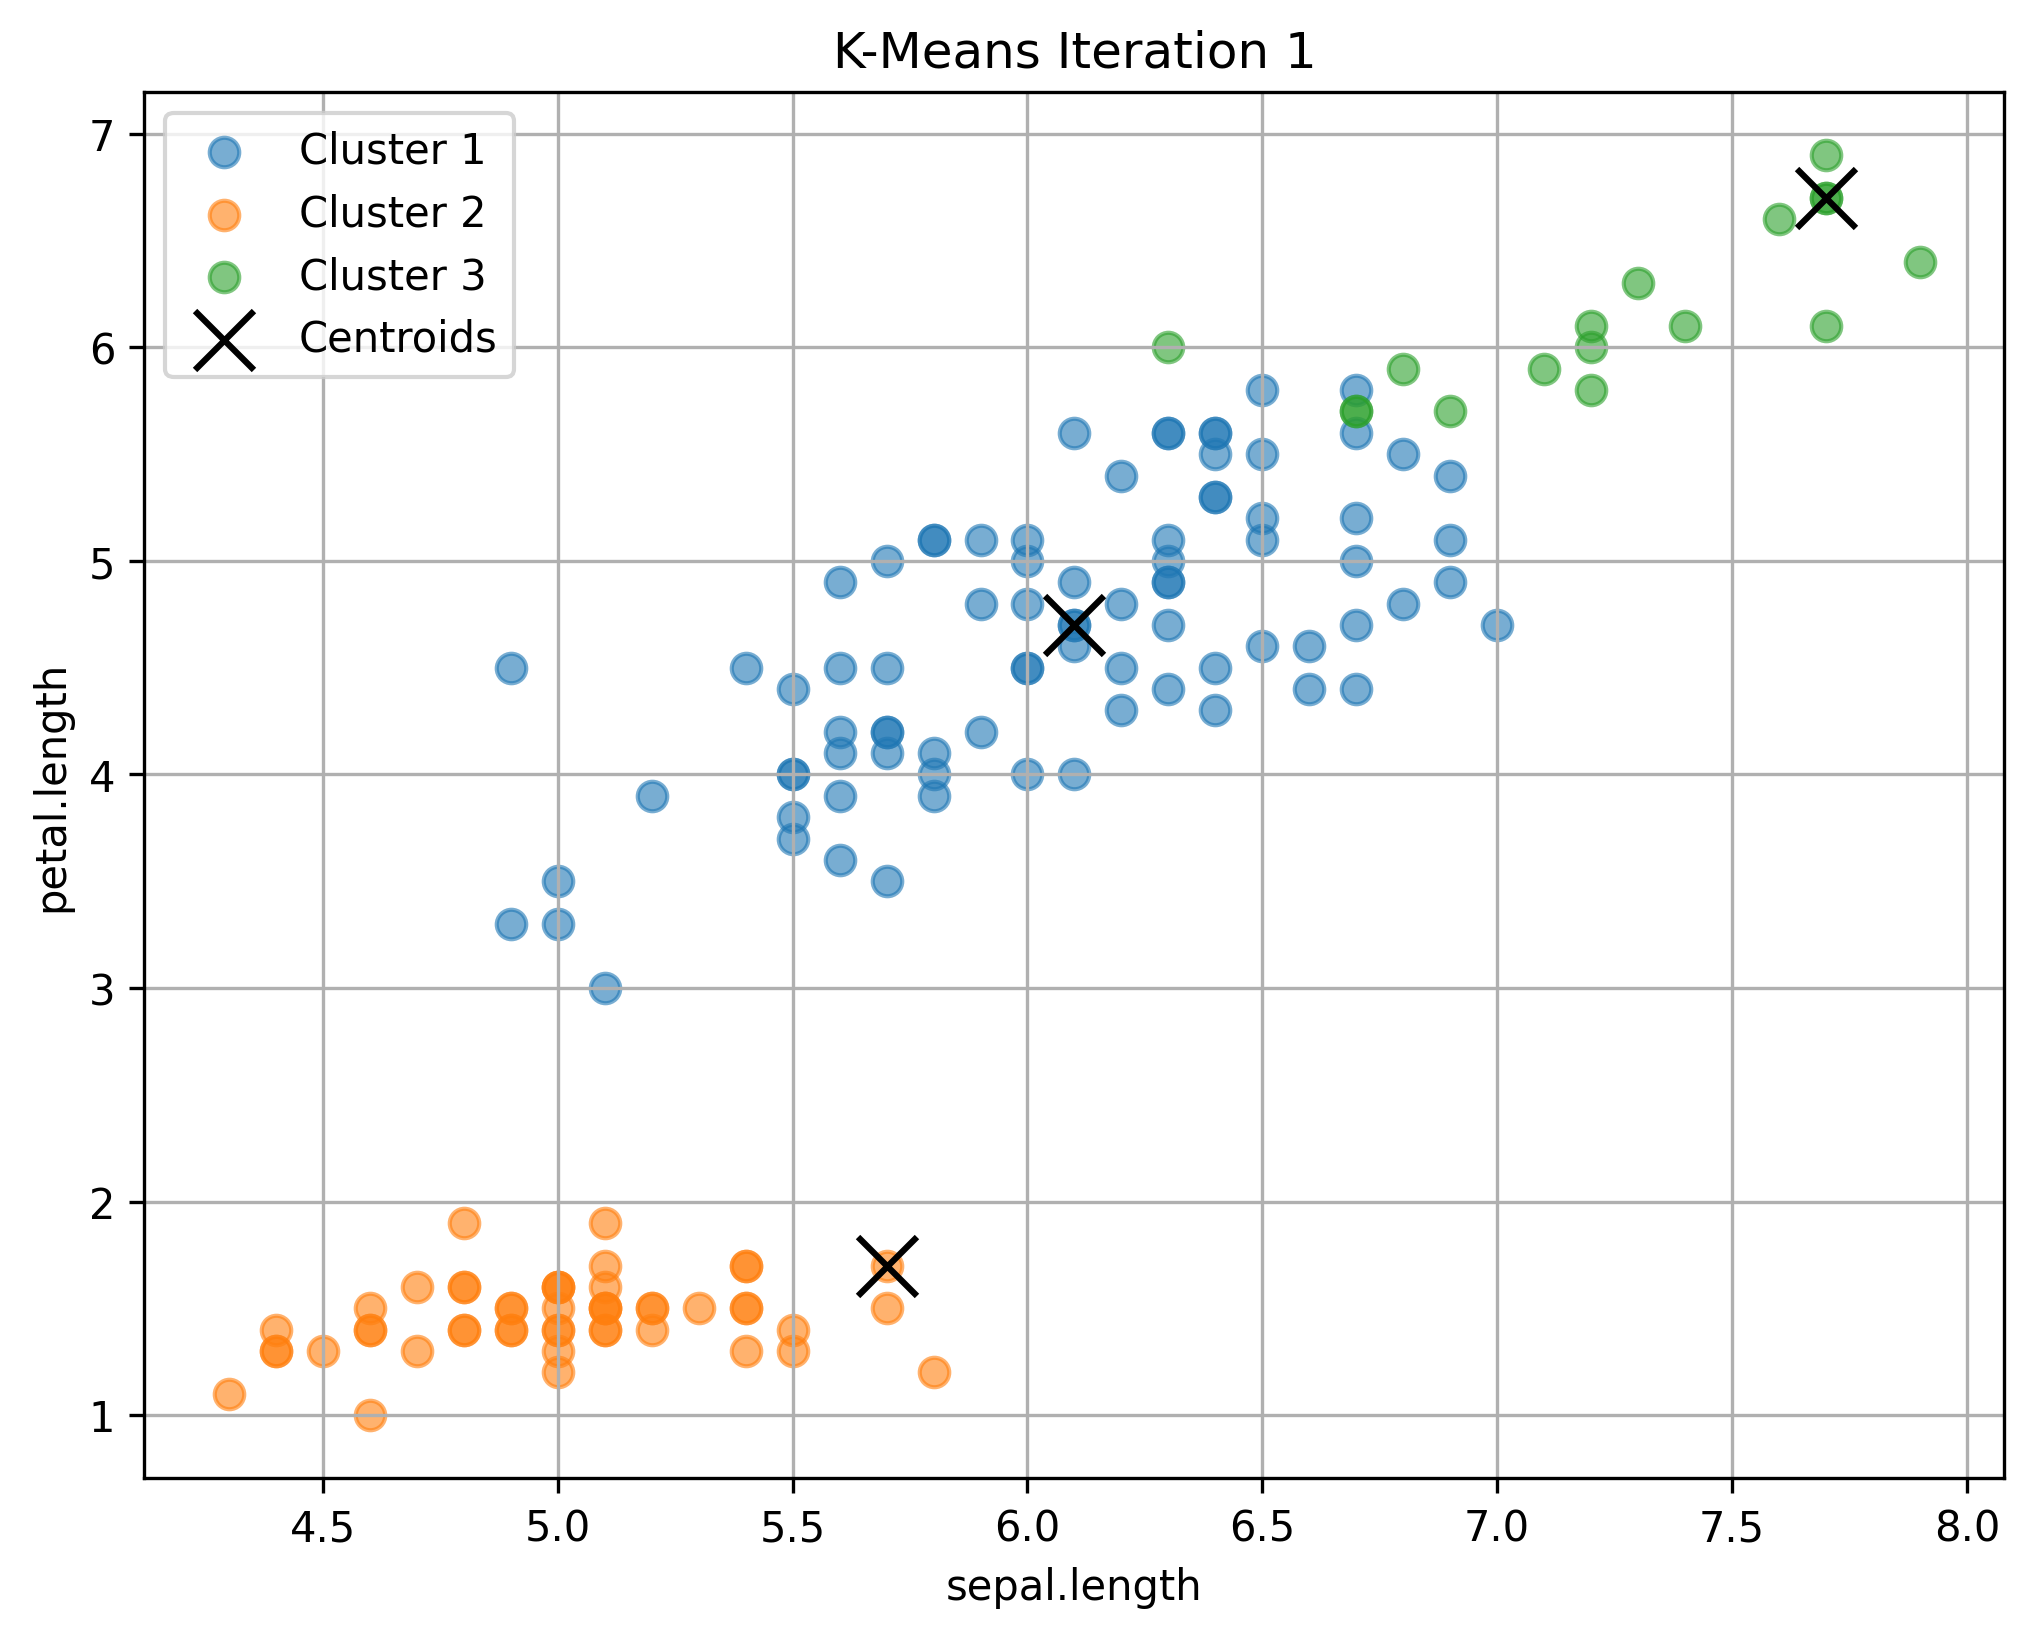 K-Means Iteration 1
Cluster 1
Cluster 2
Cluster 3
Centroids
7
6
5
4
3
2
1
petal.length
4.5 5.0 5.5 6.0 6.5 7.0 7.5 8.0
sepal.length